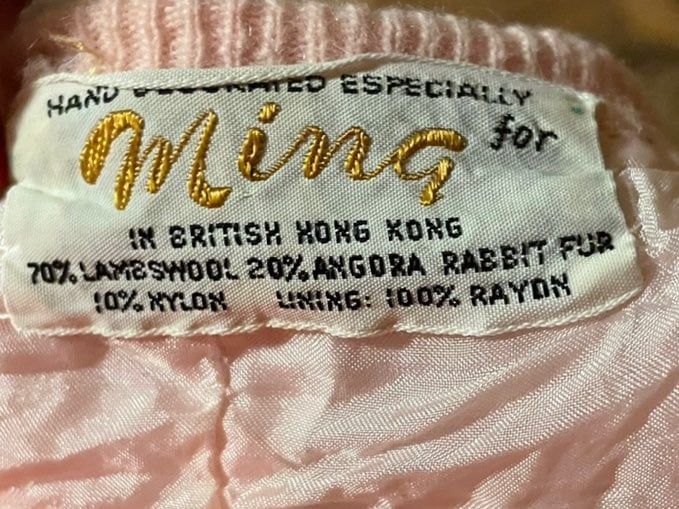 HAND DECORATED ESPECIALLY
for
Ming
IN BRITISH HONG KONG
70% LAMBSWOOL 20% ANGORA RABBIT FUR
10% NYLON LINING: 100% RAYON